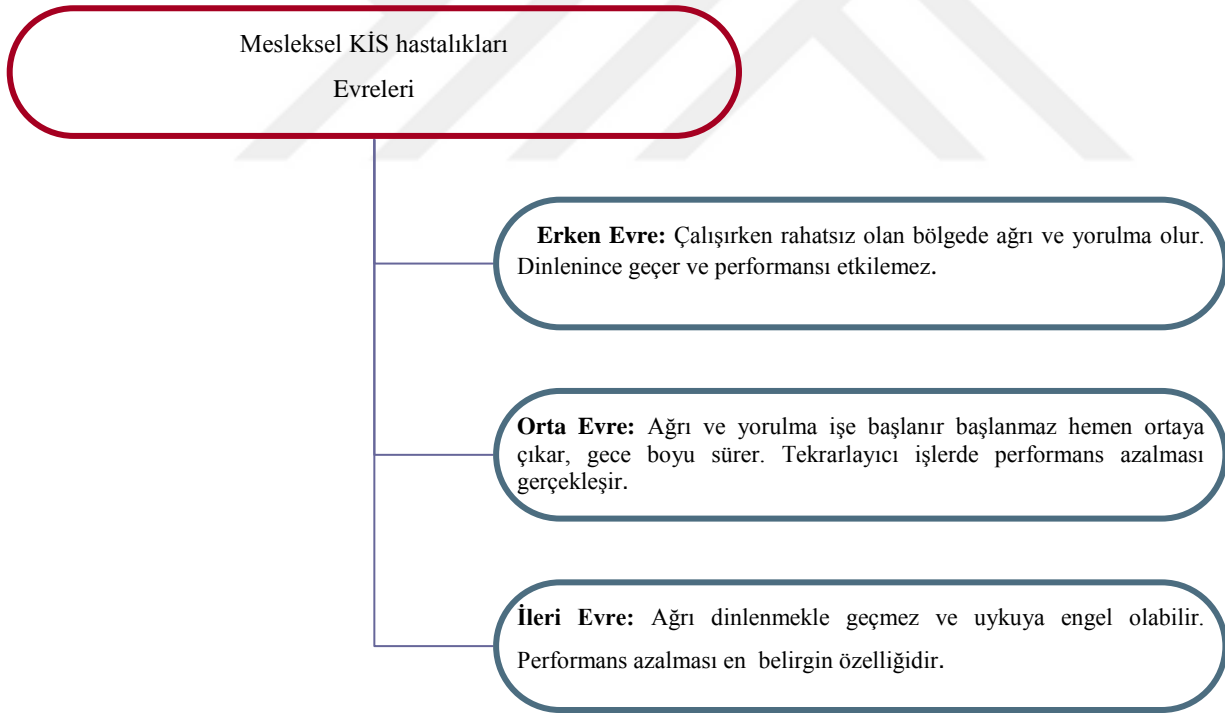 Mesleksel KİS hastalıkları
Evreleri
Erken Evre: Çalışırken rahatsız olan bölgede ağrı ve yorulma olur.
Dinlenince geçer ve performansı etkilemez.
Orta Evre: Ağrı ve yorulma işe başlanır başlanmaz hemen ortaya
çıkar, gece boyu sürer. Tekrarlayıcı işlerde performans azalması
gerçekleşir.
İleri Evre: Ağrı dinlenmekle geçmez ve uykuya engel olabilir.
Performans azalması en belirgin özelliğidir.